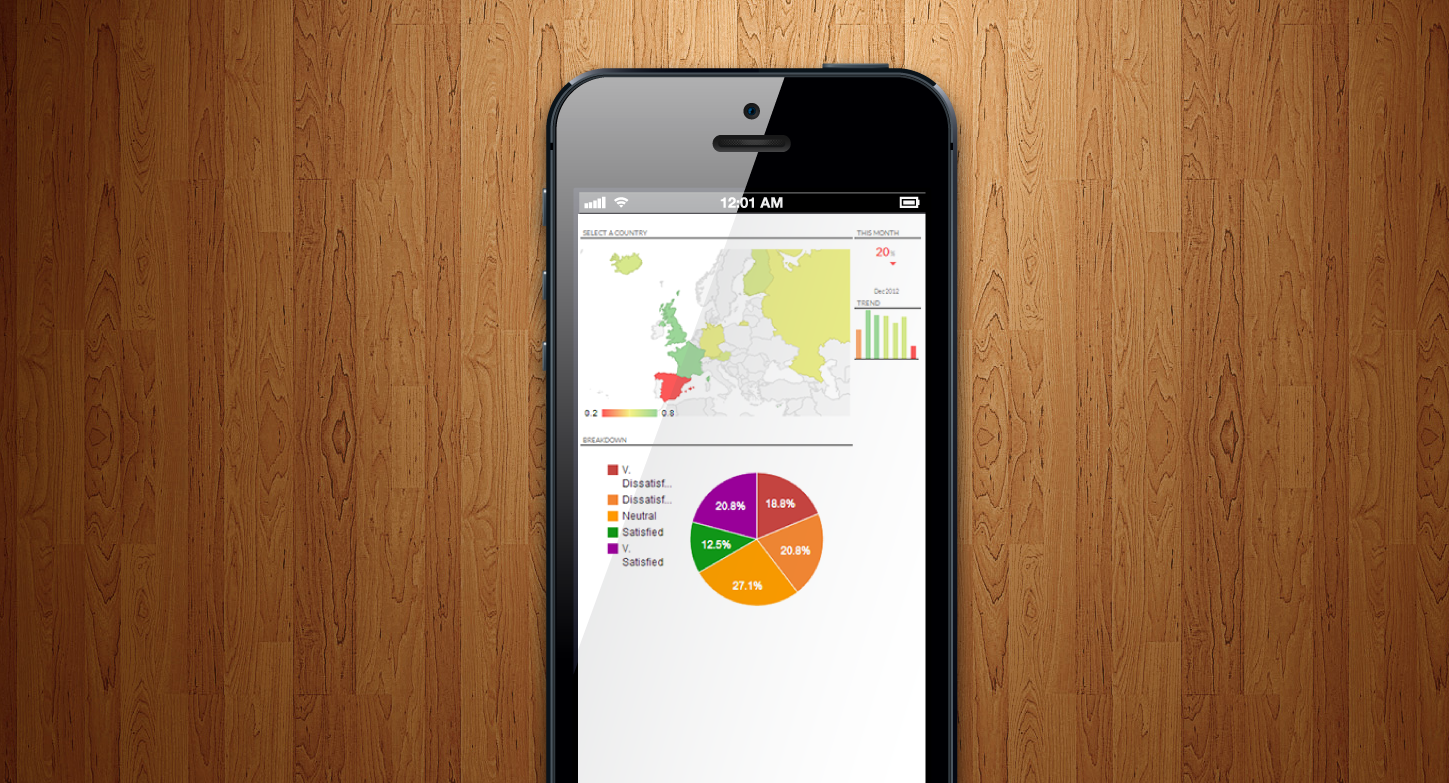 12:01 AM
SELECT A COUNTRY
THIS MONTH
20%
Dec2012
TREND
0.2
0.8
BREAKDOWN
V.
Dissatisf...
Dissatisf...
Neutral
Satisfied
V.
Satisfied
20.8%
18.8%
12.5%
20.8%
27.1%